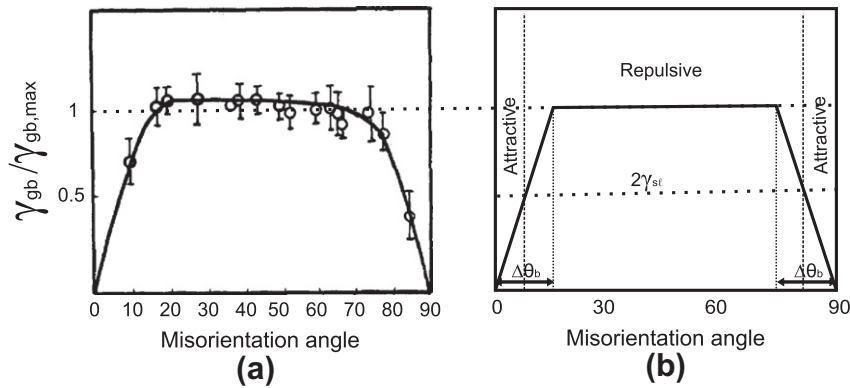 γgb/γgb,max
1
0.5
0 10 20 30 40 50 60 70 80 90
Misorientation angle
(a)
Attractive
Repulsive
Attractive
2γsℓ
Δθb
Δθb
0 30 60 90
Misorientation angle
(b)